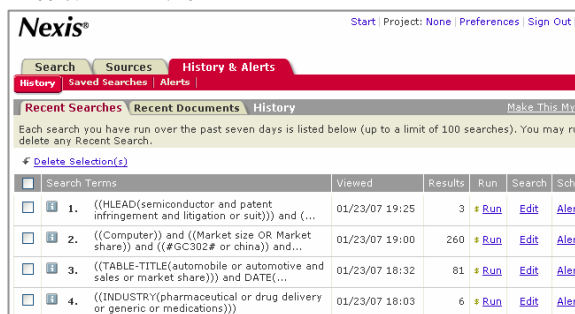 Nexis®
Start | Project: None | Preferences | Sign Out |
Search Sources History & Alerts
History | Saved Searches | Alerts |
Recent Searches Recent Documents History Make This My
Each search you have run over the past seven days is listed below (up to a limit of 100 searches). You may ru
delete any Recent Search.
Delete Selection(s)
Search Terms Viewed Results Run Search Sch
1. ((HLEAD(semiconductor and patent
infringement and litigation or suit))) and (... 01/23/07 19:25 3 Run Edit Aler
2. ((Computer)) and ((Market size OR Market
share)) and ((#GC302# or china)) and... 01/23/07 19:00 260 Run Edit Aler
3. ((TABLE-TITLE(automobile or automotive and
sales or market share))) and DATE(... 01/23/07 18:32 81 Run Edit Aler
4. ((INDUSTRY(pharmaceutical or drug delivery
or generic or medications))) 01/23/07 18:03 6 Run Edit Aler